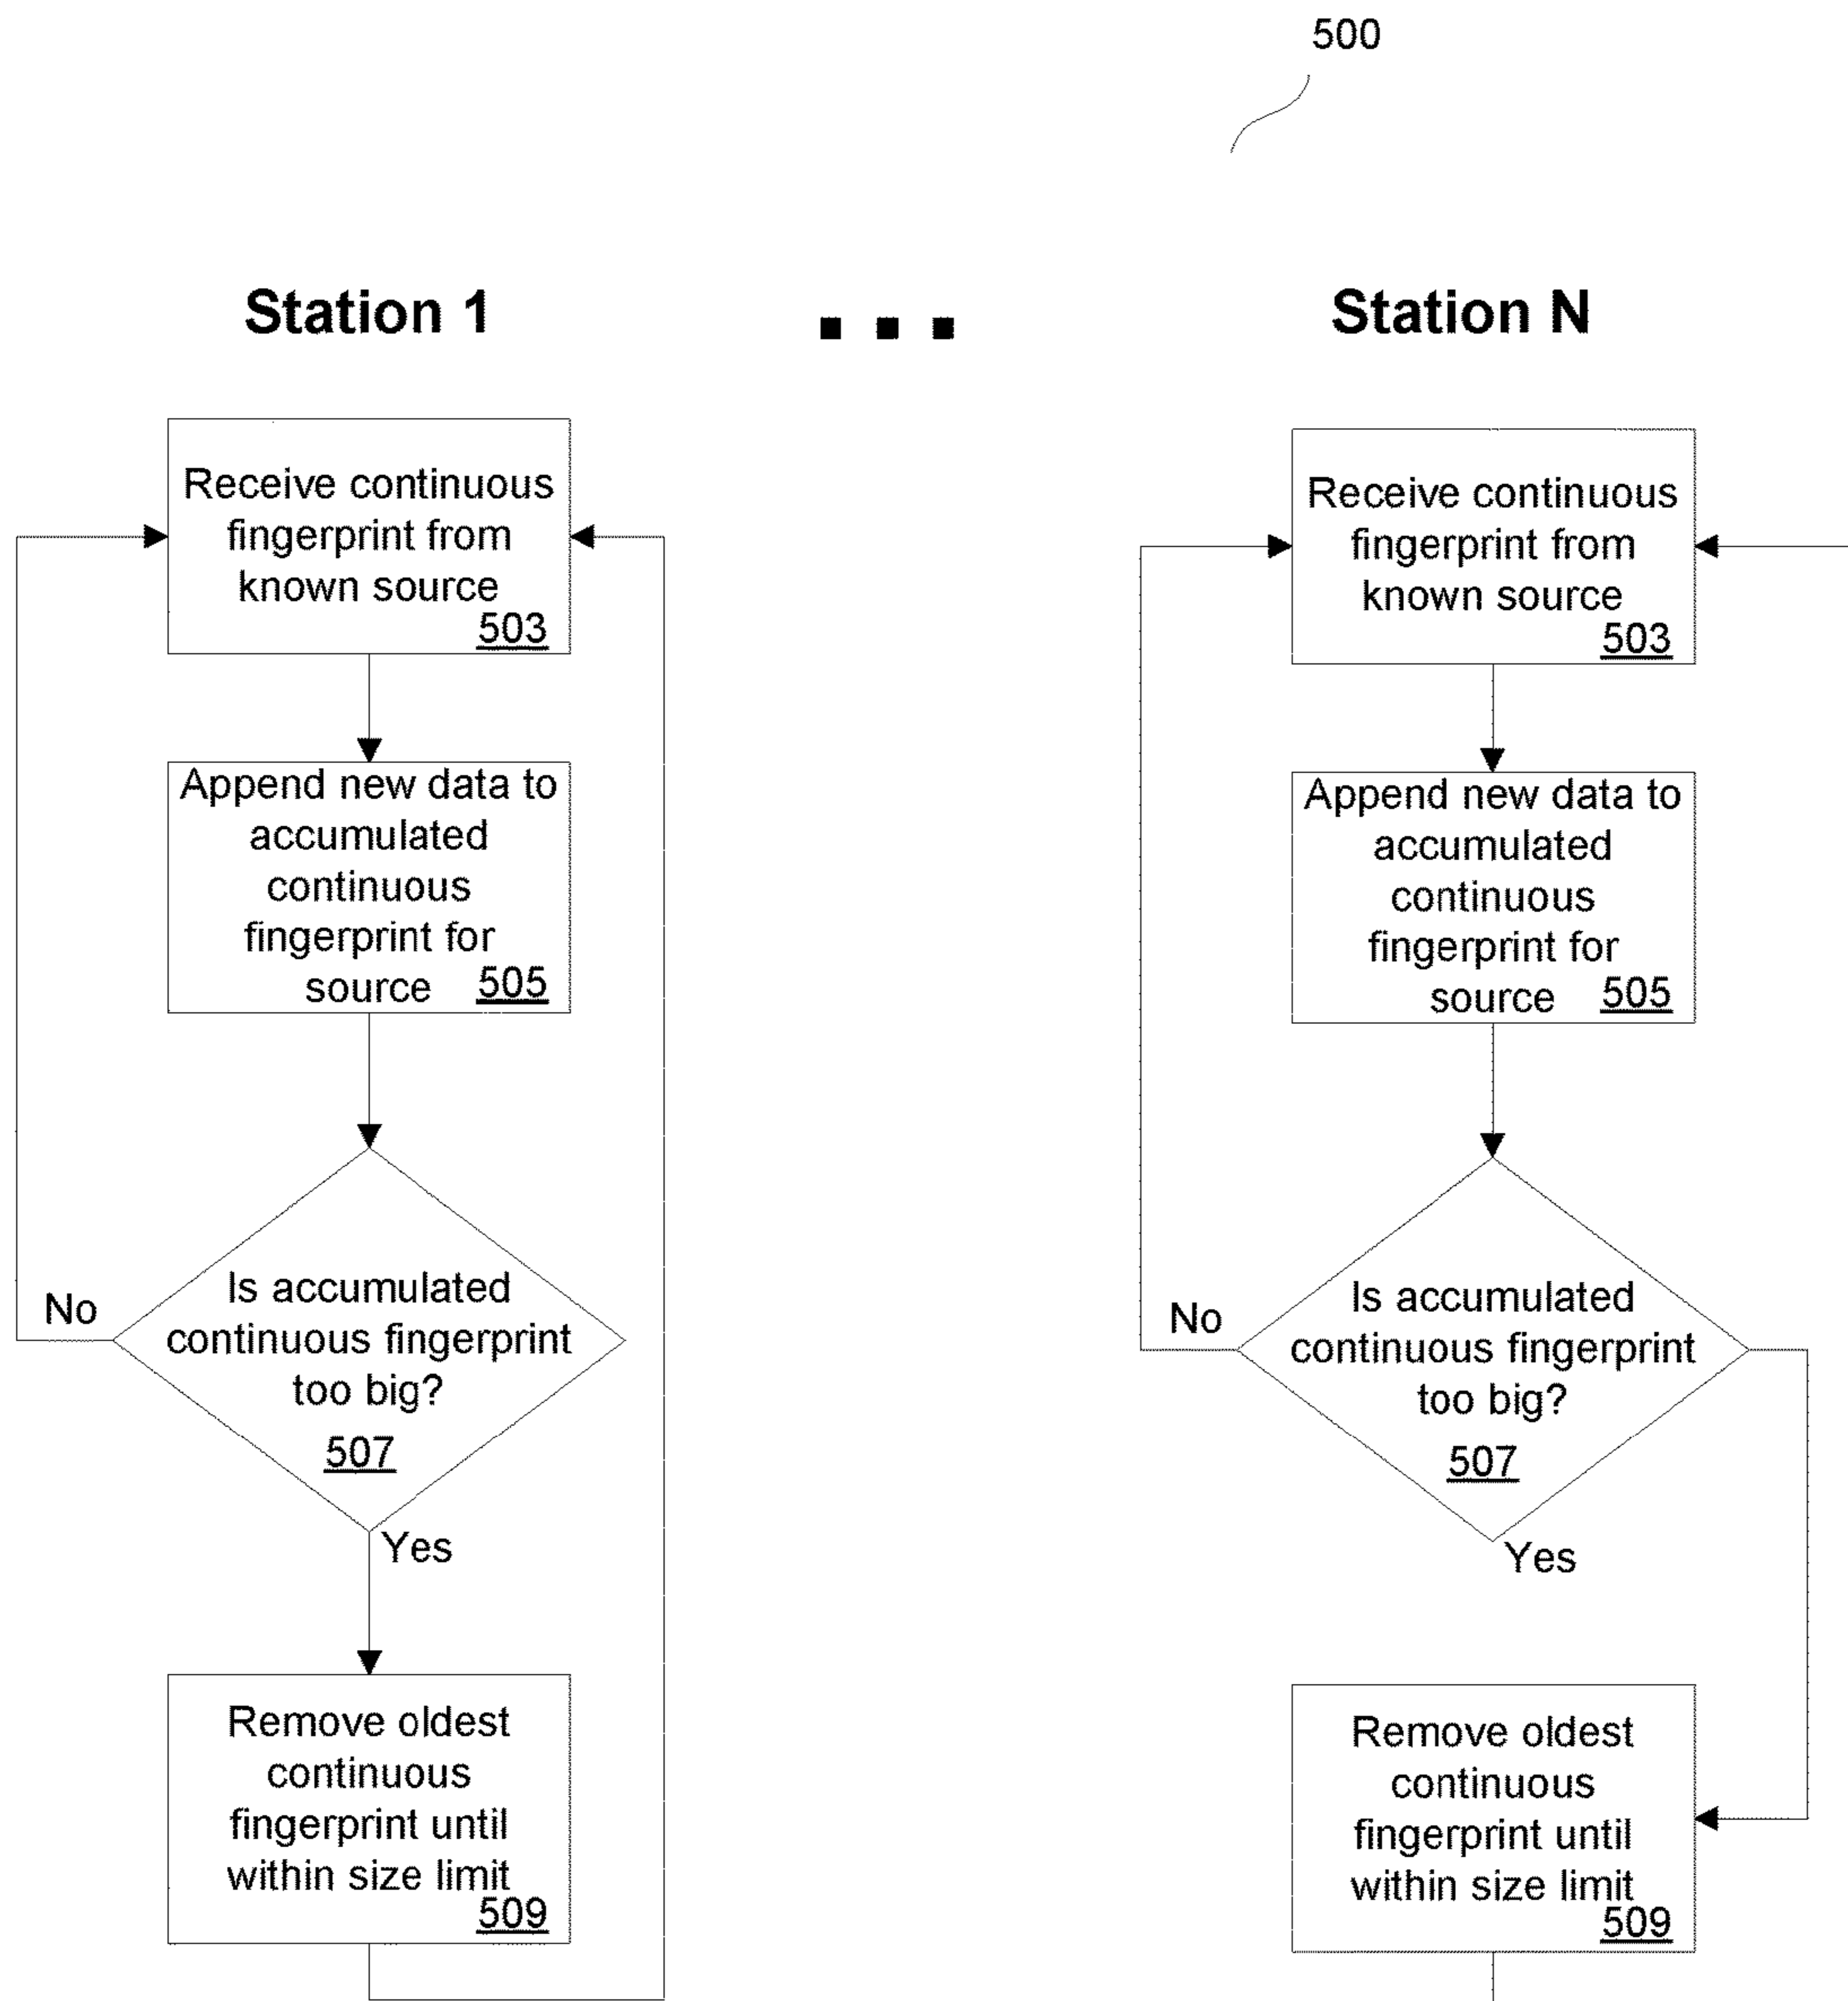 500
Station 1
...
Station N
Receive continuous
fingerprint from
known source
503
Append new data to
accumulated
continuous
fingerprint for
source 505
Is accumulated
continuous fingerprint
too big?
507
No
Yes
Remove oldest
continuous
fingerprint until
within size limit
509
Receive continuous
fingerprint from
known source
503
Append new data to
accumulated
continuous
fingerprint for
source 505
Is accumulated
continuous fingerprint
too big?
507
No
Yes
Remove oldest
continuous
fingerprint until
within size limit
509